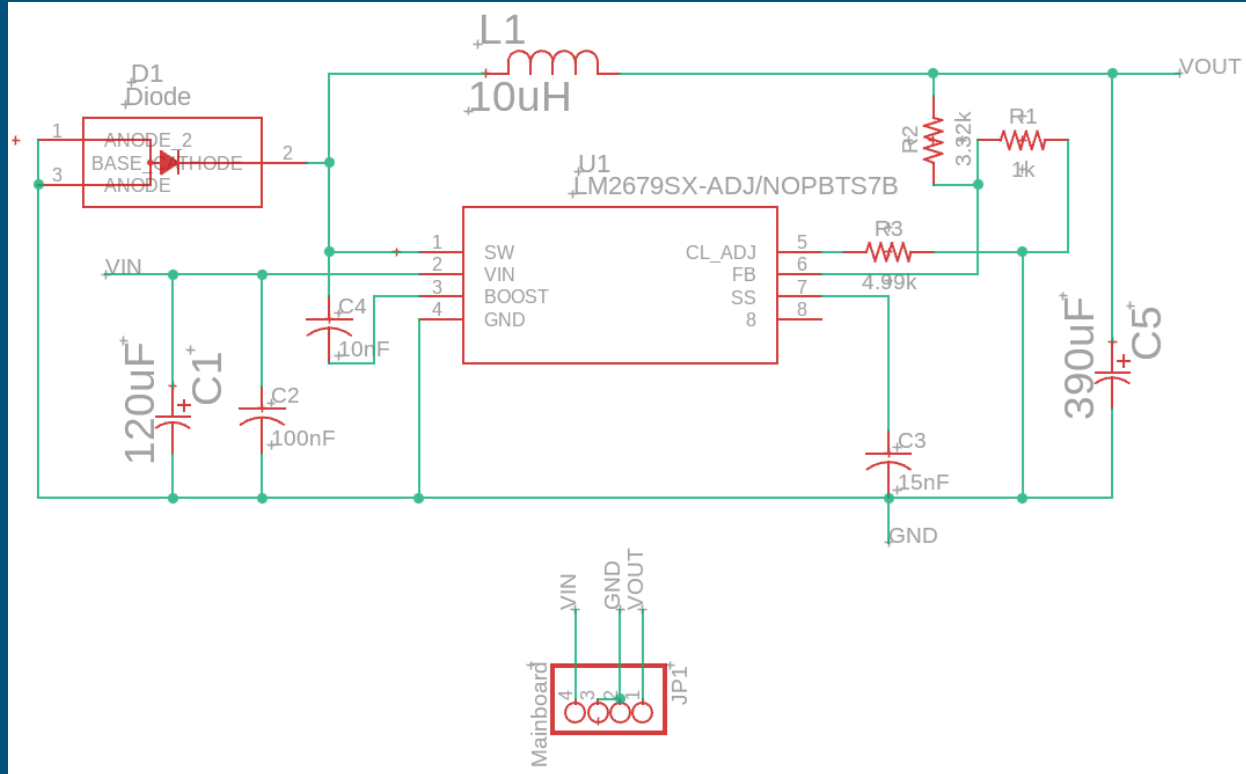 L1
10uH
D1
Diode
1
ANODE_2
BASE_CATHODE
2
3
ANODE
VOUT
R2
3.32k
R1
1k
U1
LM2679SX-ADJ/NOPBTS7B
1
SW
2
VIN
3
BOOST
4
GND
CL_ADJ
5
FB
6
SS
7
8
8
R3
4.99k
VIN
C4
10nF
120uF
C1
C2
100nF
390uF
C5
C3
15nF
GND
VIN
GND
VOUT
Mainboard
4
3
2
1
JP1